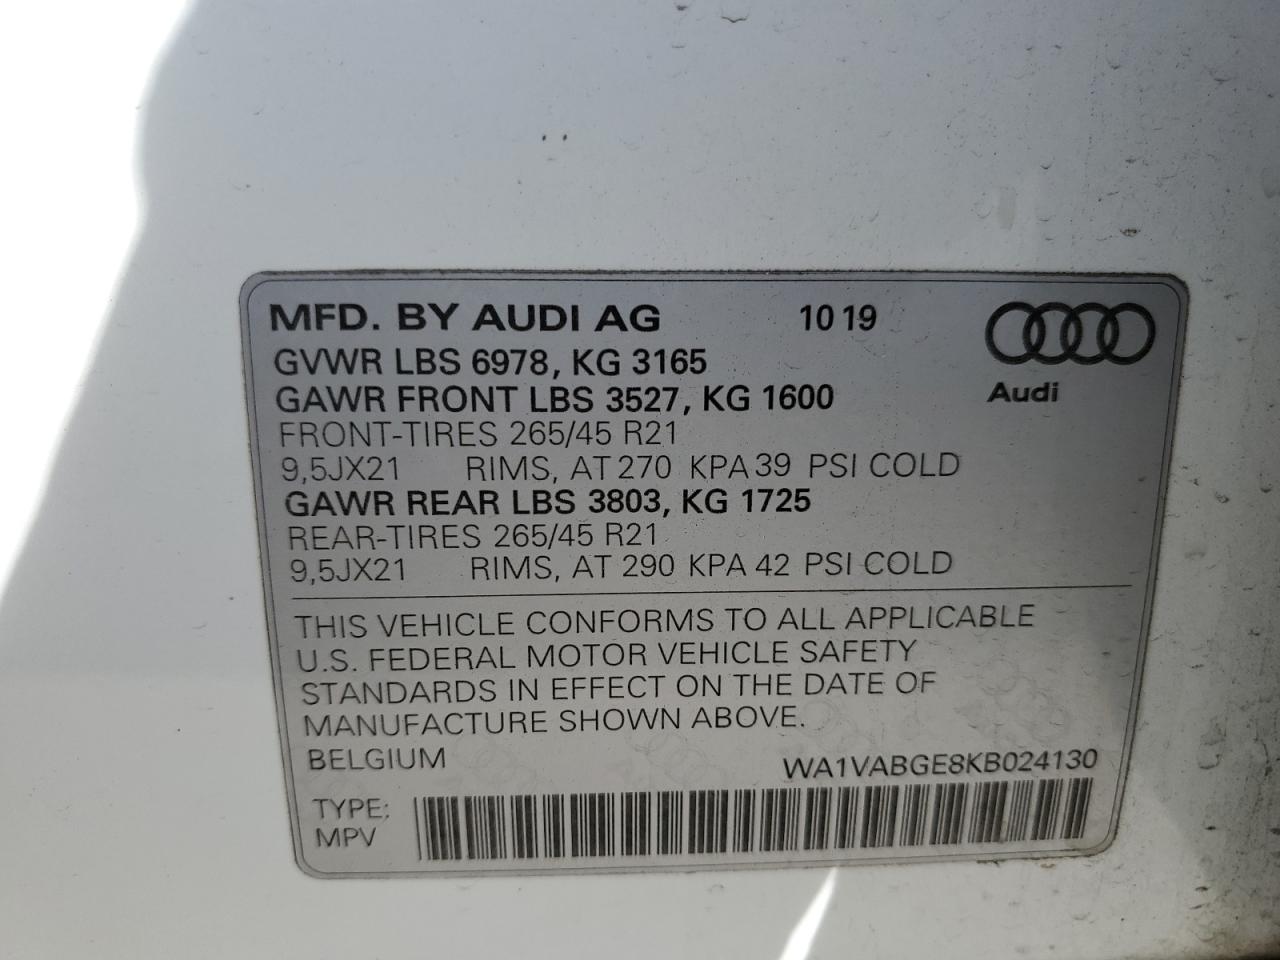 MFD. BY AUDI AG 10 19
GVWR LBS 6978, KG 3165
GAWR FRONT LBS 3527, KG 1600
Audi
FRONT-TIRES 265/45 R21
9,5JX21 RIMS, AT 270 KPA 39 PSI COLD
GAWR REAR LBS 3803, KG 1725
REAR-TIRES 265/45 R21
9,5JX21 RIMS, AT 290 KPA 42 PSI COLD
THIS VEHICLE CONFORMS TO ALL APPLICABLE
U.S. FEDERAL MOTOR VEHICLE SAFETY
STANDARDS IN EFFECT ON THE DATE OF
MANUFACTURE SHOWN ABOVE.
BELGIUM WA1VABGE8KB024130
TYPE:
MPV